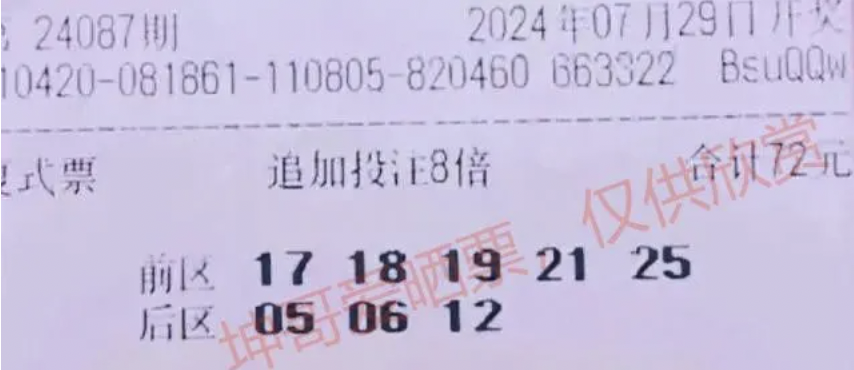 24087期 2024年07月29日开奖
10420-081861-110805-820460 663322 BsuQQw
复式票 追加投注8倍 合计72元
前区 17 18 19 21 25
后区 05 06 12
坤哥爱晒票，仅供欣赏